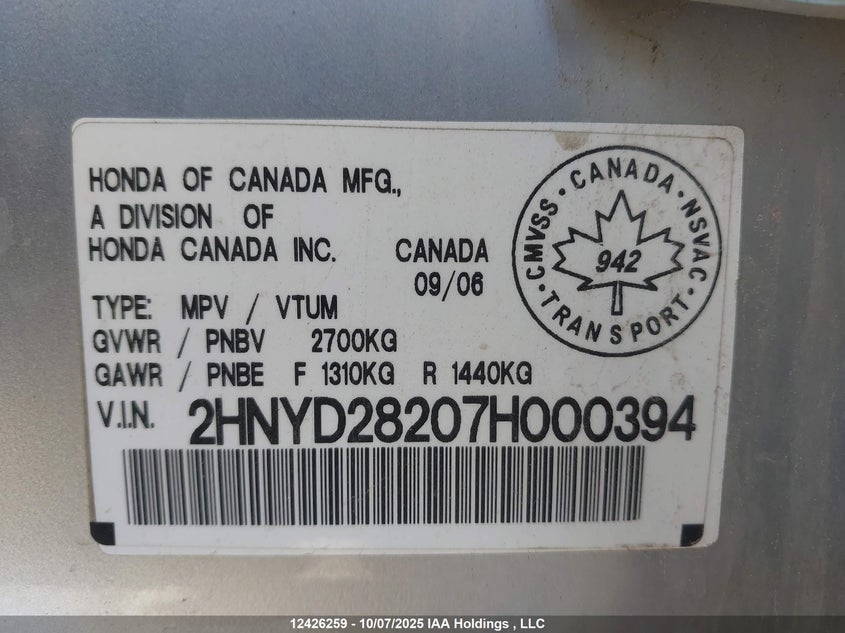 HONDA OF CANADA MFG.,
A DIVISION OF
HONDA CANADA INC. CANADA
09/06
TYPE: MPV / VTUM
GVWR / PNBV 2700KG
GAWR / PNBE F 1310KG R 1440KG
V.I.N. 2HNYD28207H000394
CMVSS · CANADA · NSVAC · TRANSPORT ·
942
12426259 - 10/07/2025 IAA Holdings , LLC